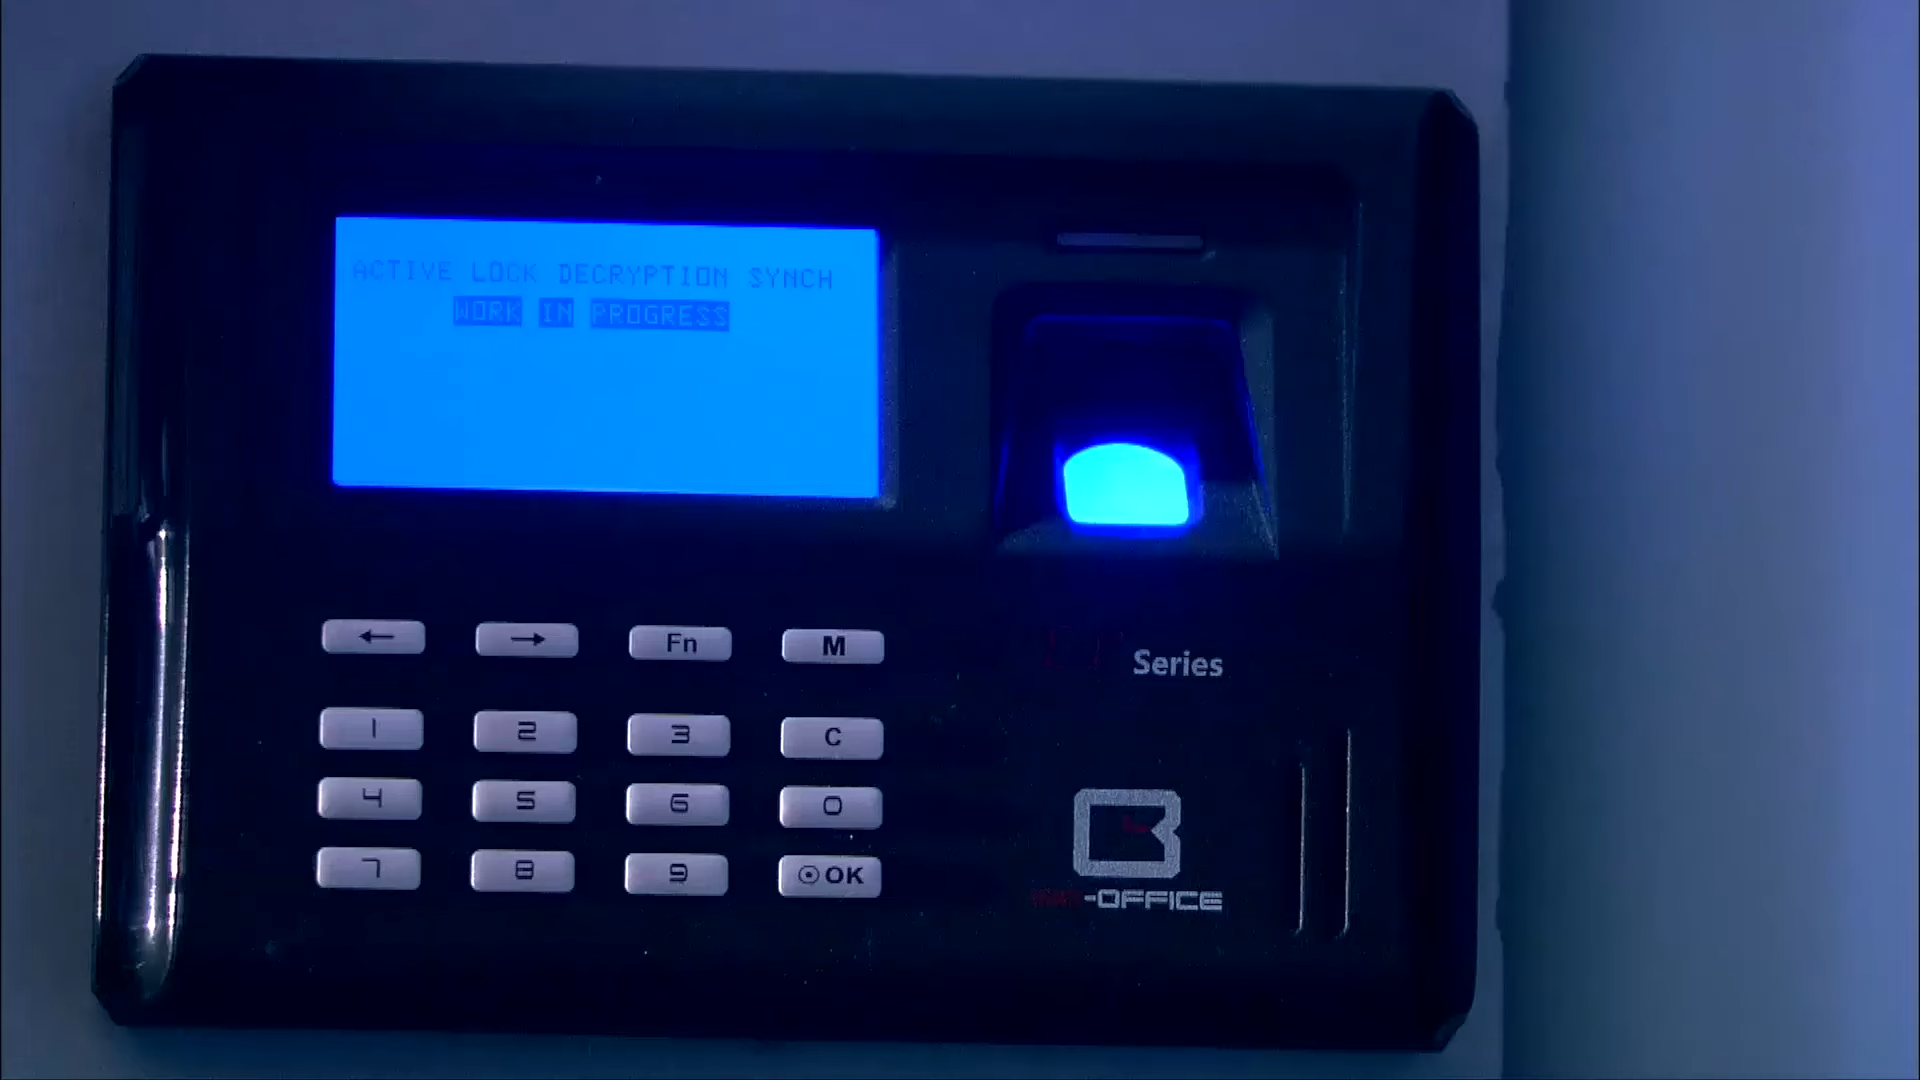 ACTIVE LOCK DECRYPTION SYNCH
WORK IN PROGRESS
← → Fn M
1 2 3 C
4 5 6 0
7 8 9 OK
Series
-OFFICE